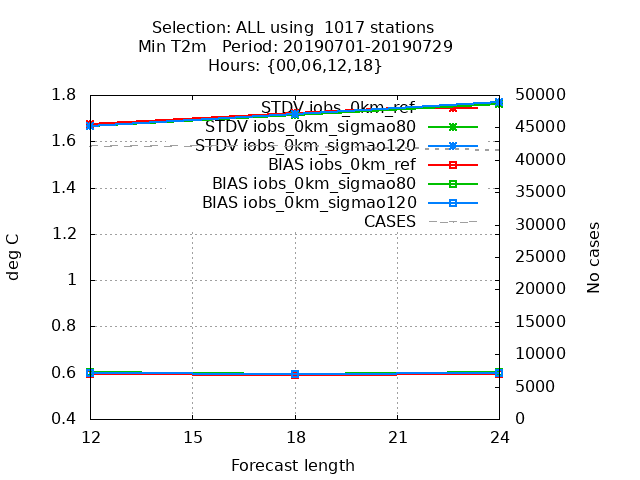 Selection: ALL using  1017 stations
Min T2m   Period: 20190701-20190729
Hours: {00,06,12,18}
STDV iobs_0km_ref
STDV iobs_0km_sigmao80
STDV iobs_0km_sigmao120
BIAS iobs_0km_ref
BIAS iobs_0km_sigmao80
BIAS iobs_0km_sigmao120
CASES
deg C
1.8
1.6
1.4
1.2
1
0.8
0.6
0.4
50000
45000
40000
35000
30000
25000
20000
15000
10000
5000
0
No cases
12 15 18 21 24
Forecast length